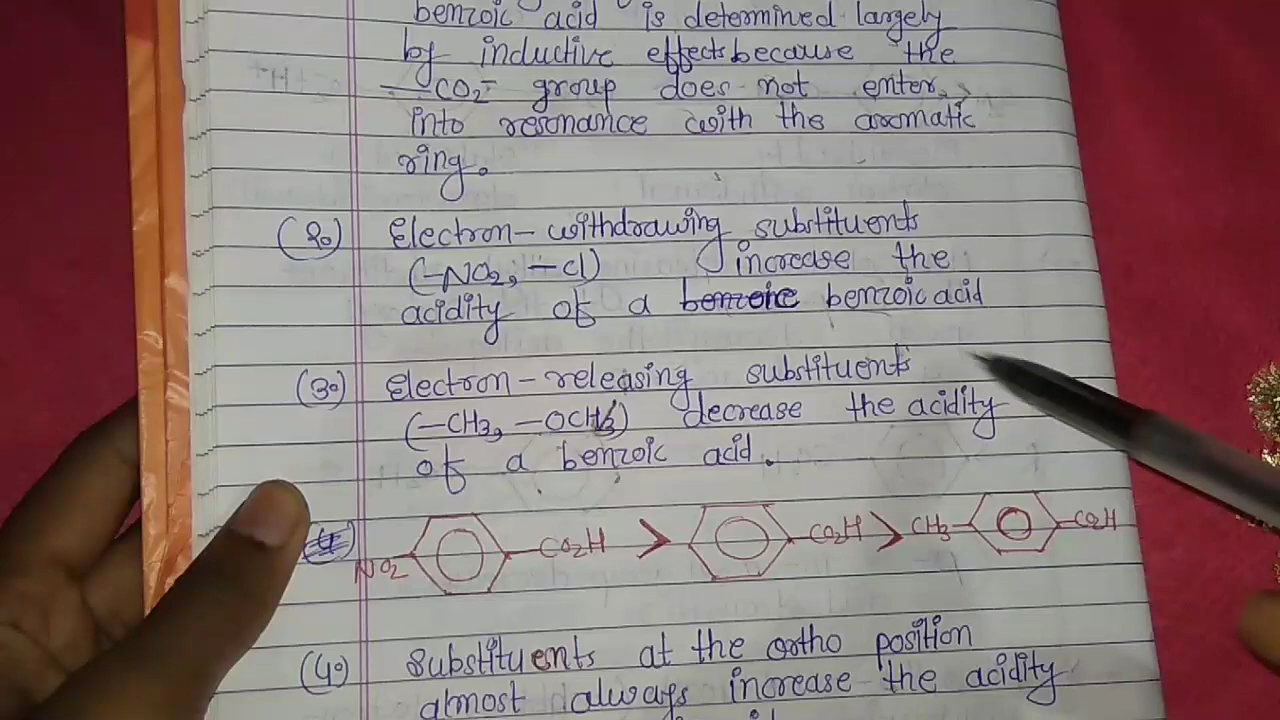 benzoic acid is determined largely
by inductive effects because the
— CO2- group does not enter
into resonance with the aromatic
ring.
(2.) Electron-withdrawing substituents
(-NO2, -Cl) increase the
acidity of a benzoic acid
(3.) Electron-releasing substituents
(-CH3, -OCH3) decrease the acidity
of a benzoic acid.
NO2 CO2H > CO2H > CH3 CO2H
(4.) Substituents at the ortho position
almost always increase the acidity